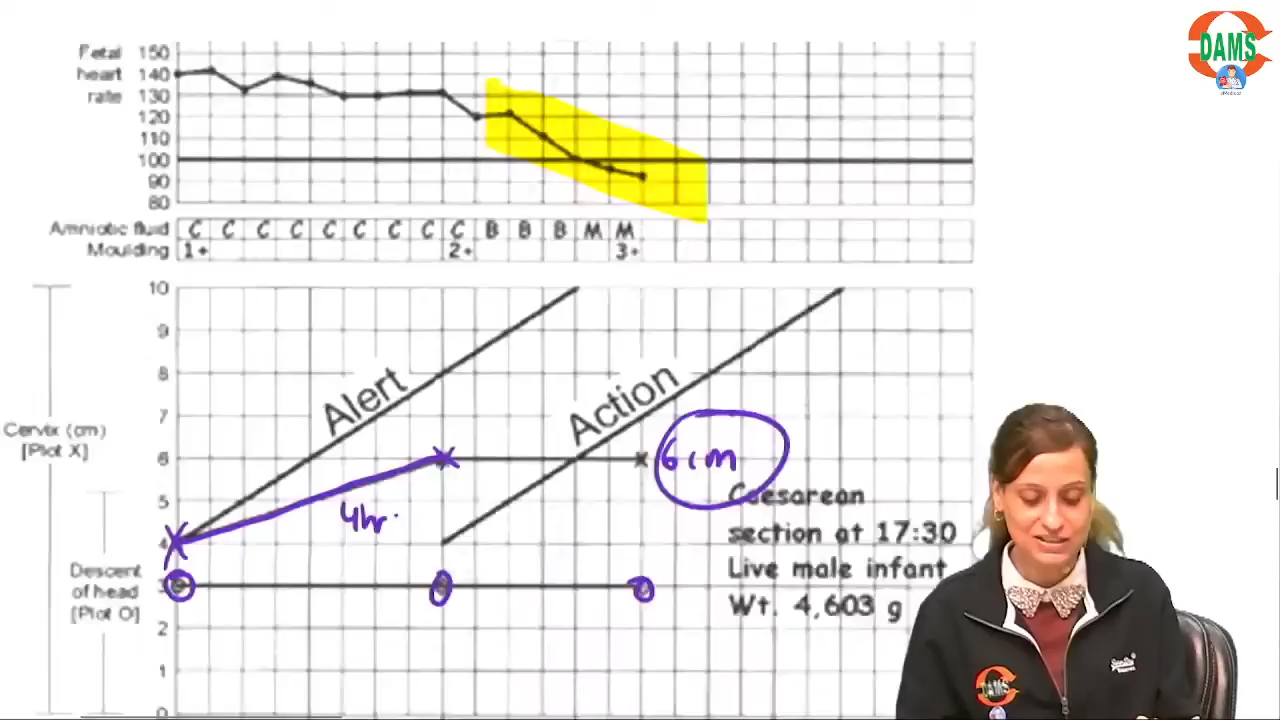 DAMS
Fetal 150
heart 140
rate 130
120
110
100
90
80
Amniotic fluid C C C C C C C C C B B B M M
Moulding 1+ 2+ 3+
10
9
8
7
6
5
4
3
2
1
0
Alert
Action
Cervix (cm)
[Plot X]
Descent
of head
[Plot O]
4hr.
6cm
Caesarean
section at 17:30
Live male infant
Wt. 4,603 g
DAMS